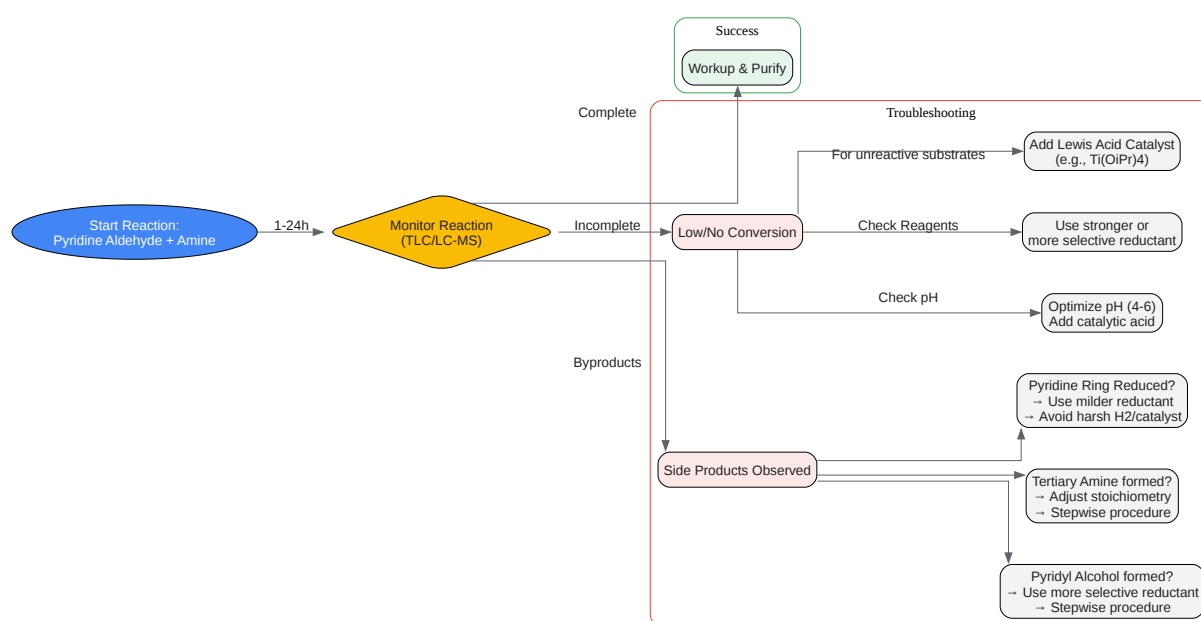 Success
Workup & Purify
Complete
Troubleshooting
For unreactive substrates
Add Lewis Acid Catalyst
(e.g., Ti(OiPr)4)
Start Reaction:
Pyridine Aldehyde + Amine
1-24h
Monitor Reaction
(TLC/LC-MS)
Incomplete
Low/No Conversion
Check Reagents
Use stronger or
more selective reductant
Check pH
Optimize pH (4-6)
Add catalytic acid
Byproducts
Side Products Observed
Pyridine Ring Reduced?
→ Use milder reductant
→ Avoid harsh H2/catalyst
Tertiary Amine formed?
→ Adjust stoichiometry
→ Stepwise procedure
Pyridyl Alcohol formed?
→ Use more selective reductant
→ Stepwise procedure